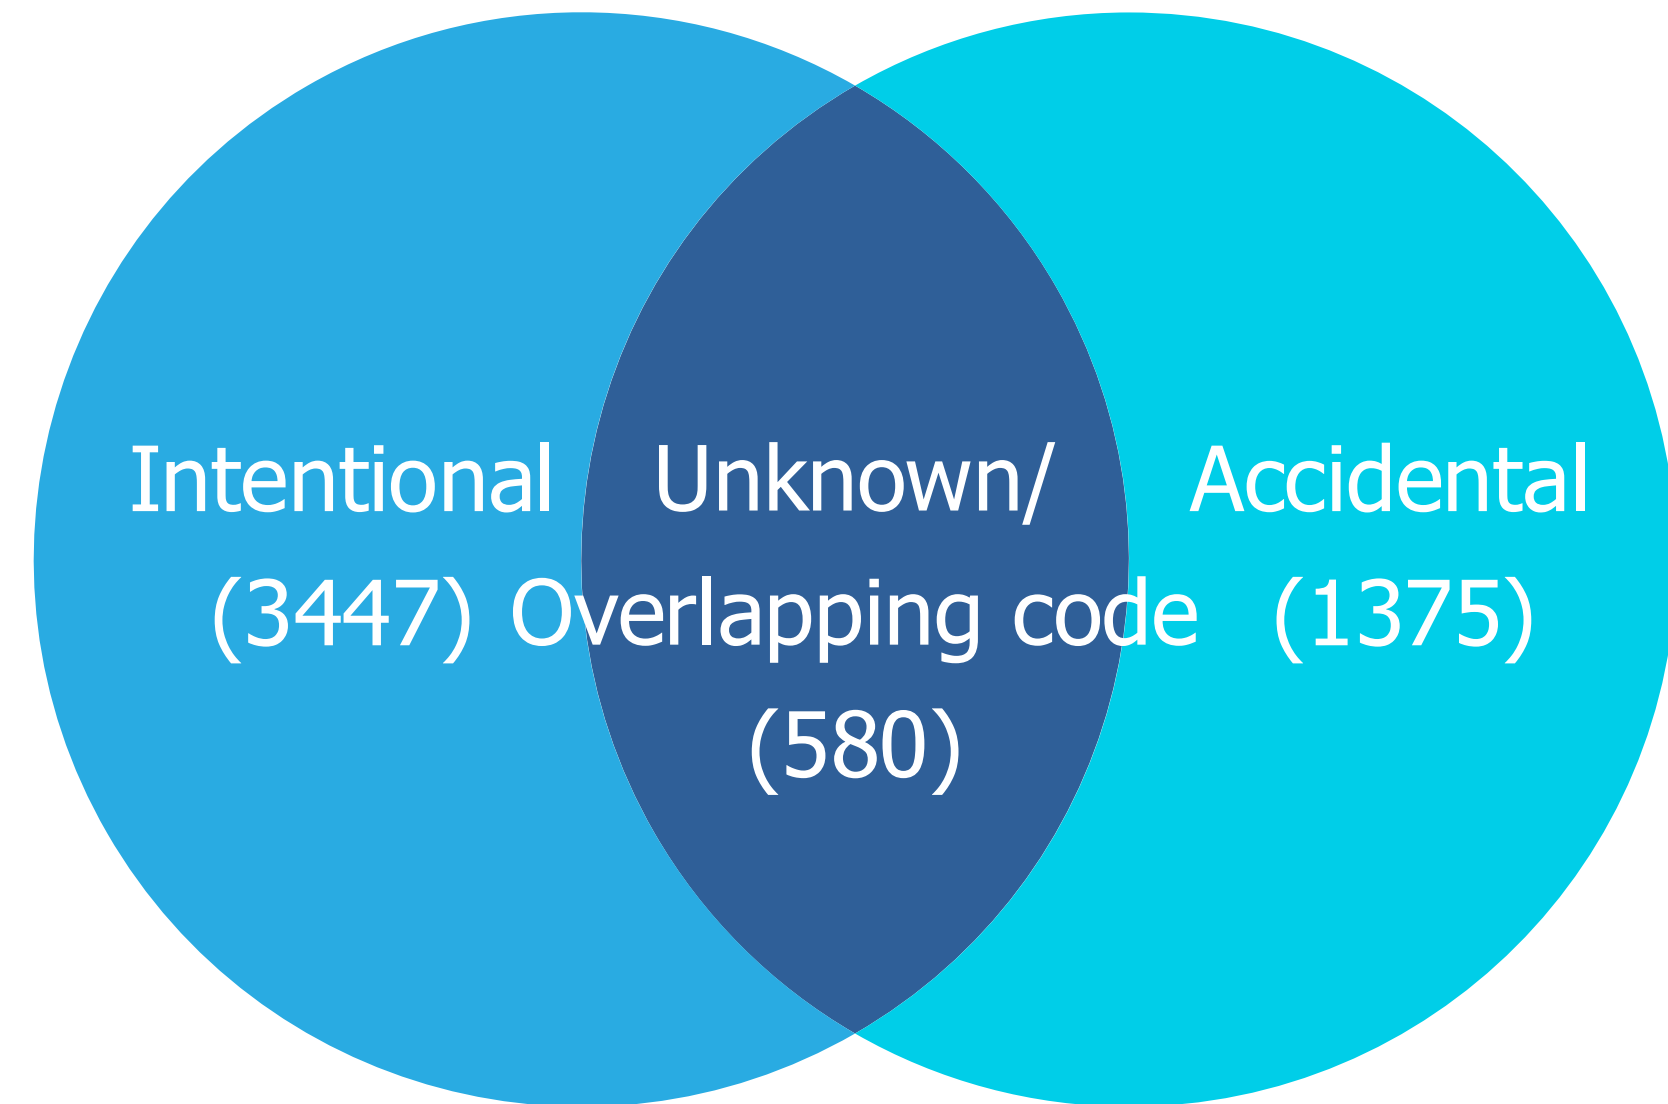 Intentional
(3447)
Unknown/
Overlapping code
(580)
Accidental
(1375)